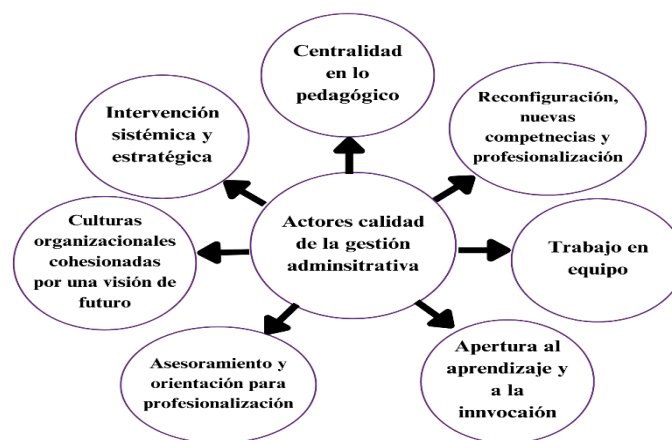 Centralidad
en lo
pedagógico
Reconfiguración,
nuevas
competnecias y
profesionalización
Trabajo en
equipo
Apertura al
aprendizaje y
a la
innvocaión
Asesoramiento y
orientación para
profesionalización
Culturas
organizacionales
cohesionadas
por una visión de
futuro
Intervención
sistémica y
estratégica
Actores calidad
de la gestión
adminsitrativa